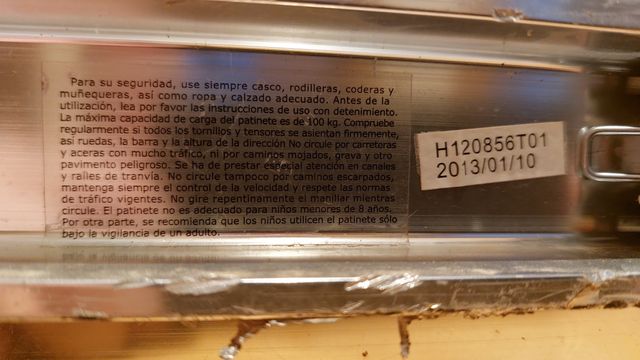 Para su seguridad, use siempre casco, rodilleras, coderas y
muñequeras, así como ropa y calzado adecuado. Antes de la
utilización, lea por favor las instrucciones de uso con detenimiento.
La máxima capacidad de carga del patinete es de 100 kg. Compruebe
regularmente si todos los tornillos y tensores se asientan firmemente,
así ruedas, la barra y la altura de la dirección No circule por carreteras
y aceras con mucho tráfico, ni por caminos mojados, grava y otro
pavimento peligroso. Se ha de prestar especial atención en canales
y raíles de tranvía. No circule tampoco por caminos escarpados,
mantenga siempre el control de la velocidad y respete las normas
de tráfico vigentes. No gire repentinamente el manillar mientras
circule. El patinete no es adecuado para niños menores de 8 años.
Por otra parte, se recomienda que los niños utilicen el patinete sólo
bajo la vigilancia de un adulto.
H120856T01
2013/01/10